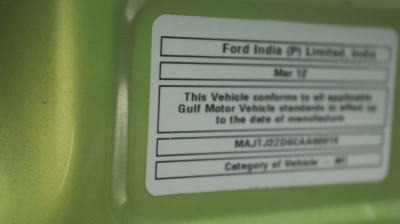 Ford India (P) Limited, India
Mar 12
This Vehicle conforms to all applicable
Gulf Motor Vehicle standards in effect up
to the date of manufacture
Category of Vehicle - M1